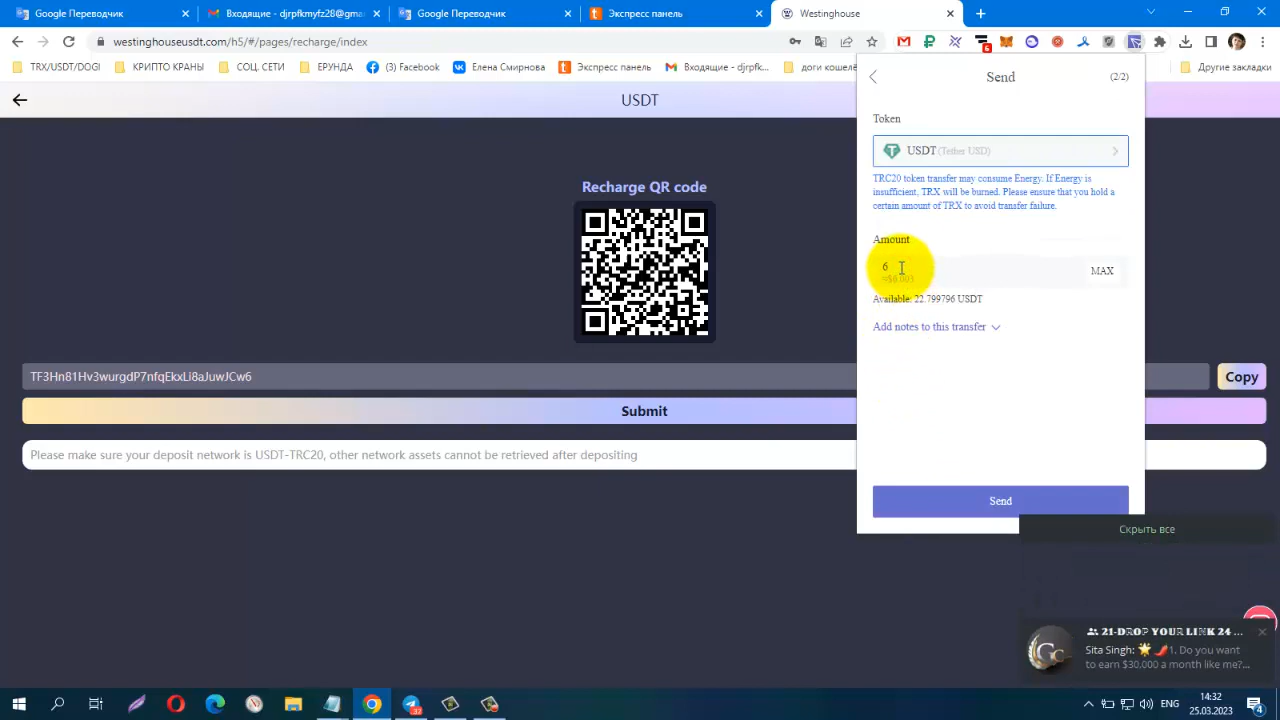 Google Переводчик
Входящие - djrpfkmyfz28@gmai
Google Переводчик
Экспресс панель
Westinghouse
westinghouseusdt.com:65/#/pages/recharge/index
TRX/USDT/DOGI
КРИПТО КРАНЫ
СОЦ. СЕТИ
ЕРУНДА
(3) Facebook
Елена Смирнова
Экспресс панель
Входящие - djrpfk...
доги кошелё
Другие закладки
USDT
Send
(2/2)
Token
USDT (Tether USD)
TRC20 token transfer may consume Energy. If Energy is
insufficient, TRX will be burned. Please ensure that you hold a
certain amount of TRX to avoid transfer failure.
Amount
6
≈$6.003
MAX
Available: 22.799796 USDT
Add notes to this transfer
Send
Recharge QR code
TF3Hn81Hv3wurgdP7nfqEkxLi8aJuwJCw6
Copy
Submit
Please make sure your deposit network is USDT-TRC20, other network assets cannot be retrieved after depositing
Скрыть все
21-DROP YOUR LINK 24 ...
Sita Singh: 🌟🌶️1. Do you want
to earn $30,000 a month like me?...
ENG
14:32
25.03.2023
4